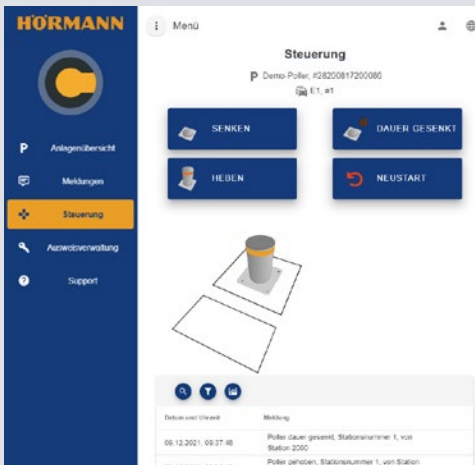 HÖRMANN
Menü
Steuerung
P Demo-Poller, #28200817200086
E1, #1
SENKEN
DAUER GESENKT
HEBEN
NEUSTART
P Anlagenübersicht
Meldungen
Steuerung
Ausweisverwaltung
Support
Datum und Uhrzeit
Meldung
09.12.2021, 09:37:48
Poller dauer gesenkt, Stationsnummer 1, von
Station 2000
Poller gehoben, Stationsnummer 1, von Station